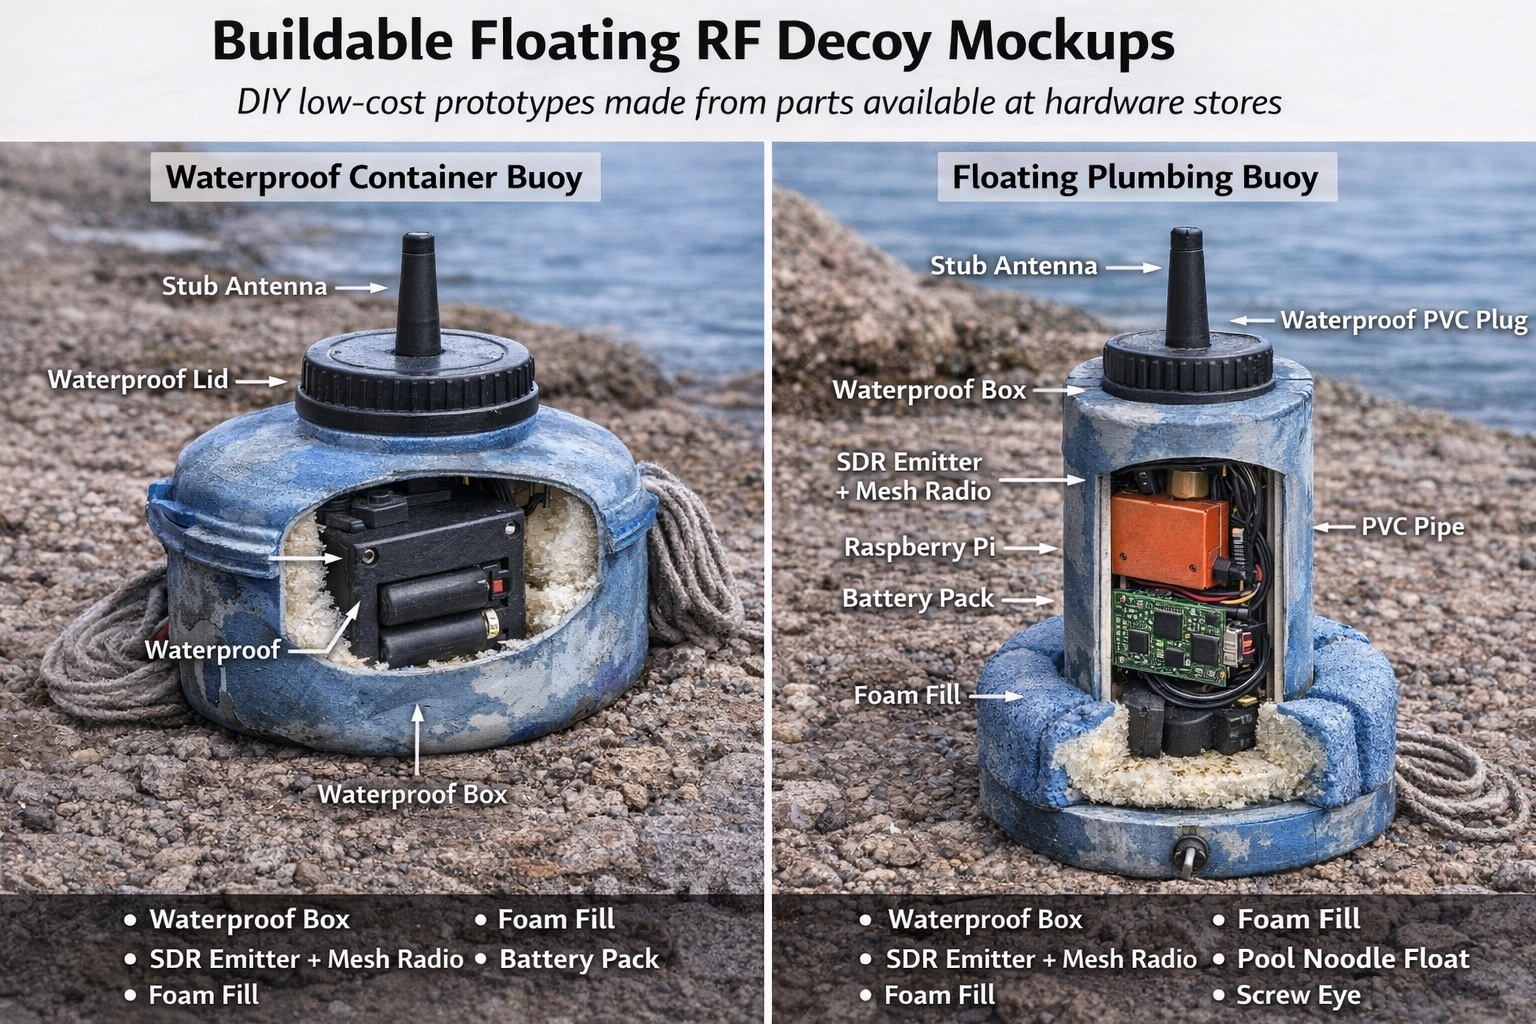 Buildable Floating RF Decoy Mockups
DIY low-cost prototypes made from parts available at hardware stores
Waterproof Container Buoy
Stub Antenna
Waterproof Lid
Waterproof
Waterproof Box
• Waterproof Box
• SDR Emitter + Mesh Radio
• Foam Fill
• Foam Fill
• Battery Pack
Floating Plumbing Buoy
Stub Antenna
Waterproof PVC Plug
Waterproof Box
SDR Emitter
+ Mesh Radio
Raspberry Pi
PVC Pipe
Battery Pack
Foam Fill
• Waterproof Box
• SDR Emitter + Mesh Radio
• Foam Fill
• Foam Fill
• Pool Noodle Float
• Screw Eye